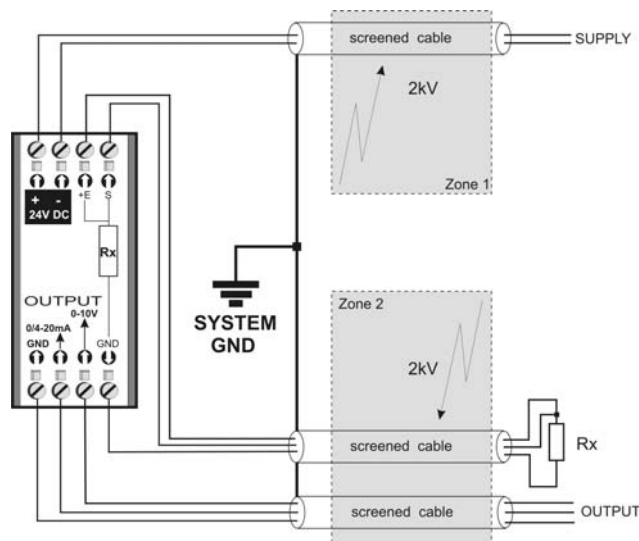 screened cable
SUPPLY
2kV
Zone 1
+ -
24V DC
+E S
Rx
OUTPUT
0-10V
0/4-20mA
GND
GND
SYSTEM
GND
Zone 2
2kV
screened cable
Rx
screened cable
OUTPUT